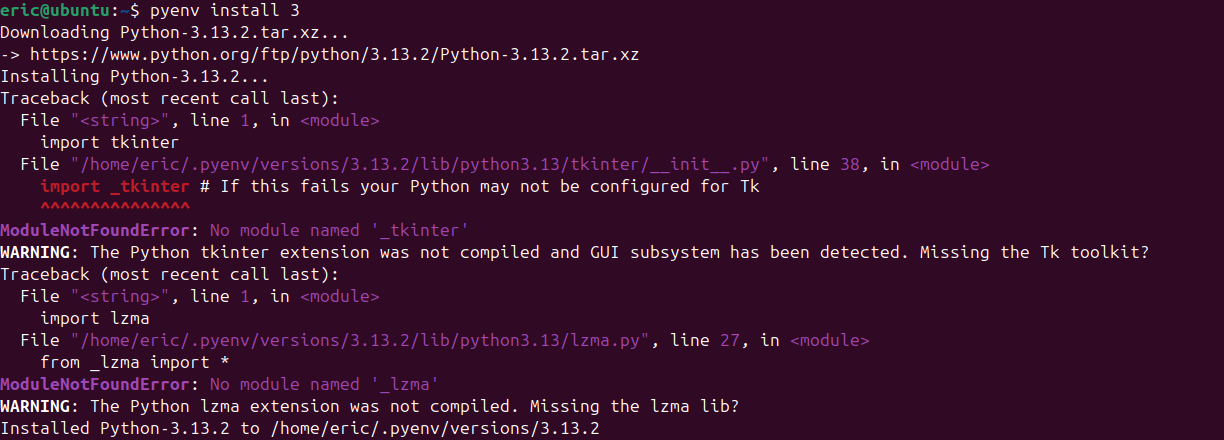 eric@ubuntu:~$ pyenv install 3
Downloading Python-3.13.2.tar.xz...
-> https://www.python.org/ftp/python/3.13.2/Python-3.13.2.tar.xz
Installing Python-3.13.2...
Traceback (most recent call last):
  File "<string>", line 1, in <module>
    import tkinter
  File "/home/eric/.pyenv/versions/3.13.2/lib/python3.13/tkinter/__init__.py", line 38, in <module>
    import _tkinter # If this fails your Python may not be configured for Tk
    ^^^^^^^^^^^^^^^
ModuleNotFoundError: No module named '_tkinter'
WARNING: The Python tkinter extension was not compiled and GUI subsystem has been detected. Missing the Tk toolkit?
Traceback (most recent call last):
  File "<string>", line 1, in <module>
    import lzma
  File "/home/eric/.pyenv/versions/3.13.2/lib/python3.13/lzma.py", line 27, in <module>
    from _lzma import *
ModuleNotFoundError: No module named '_lzma'
WARNING: The Python lzma extension was not compiled. Missing the lzma lib?
Installed Python-3.13.2 to /home/eric/.pyenv/versions/3.13.2